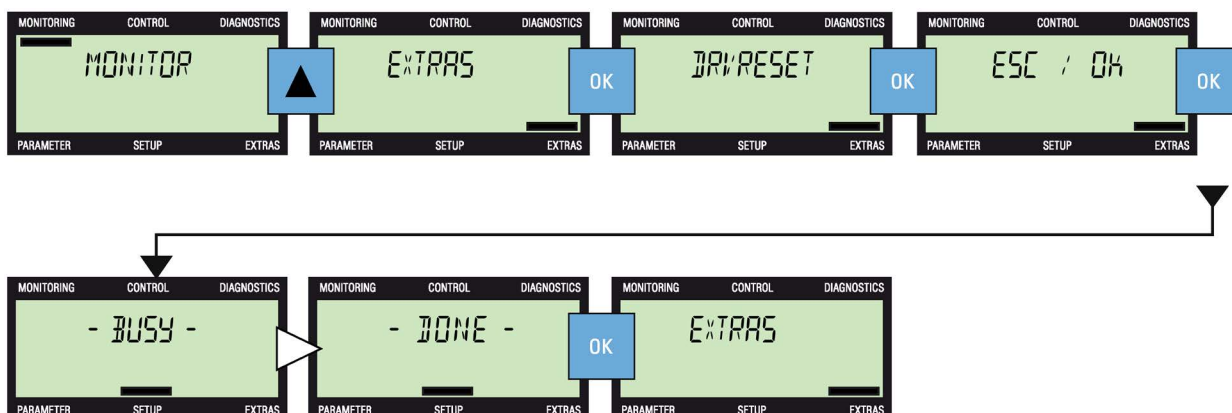 MONITORING CONTROL DIAGNOSTICS
MONITOR
PARAMETER SETUP EXTRAS
MONITORING CONTROL DIAGNOSTICS
EXTRAS
PARAMETER SETUP EXTRAS
OK
MONITORING CONTROL DIAGNOSTICS
DRVRESET
PARAMETER SETUP EXTRAS
OK
MONITORING CONTROL DIAGNOSTICS
ESC / OK
PARAMETER SETUP EXTRAS
OK
MONITORING CONTROL DIAGNOSTICS
- BUSY -
PARAMETER SETUP EXTRAS
MONITORING CONTROL DIAGNOSTICS
- DONE -
PARAMETER SETUP EXTRAS
OK
MONITORING CONTROL DIAGNOSTICS
EXTRAS
PARAMETER SETUP EXTRAS